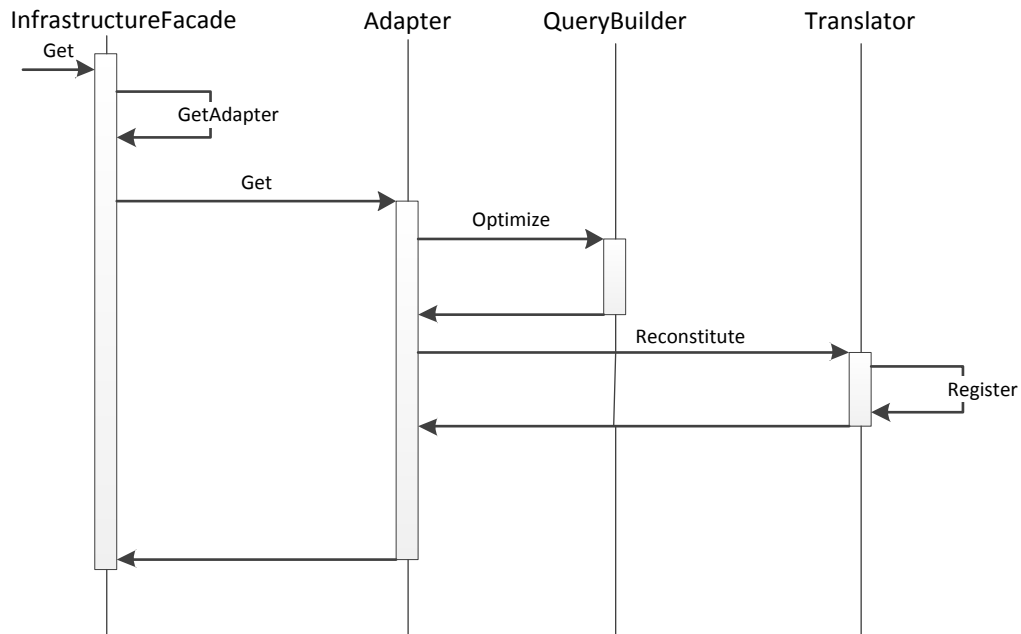 InfrastructureFacade
Adapter
QueryBuilder
Translator
Get
GetAdapter
Get
Optimize
Reconstitute
Register